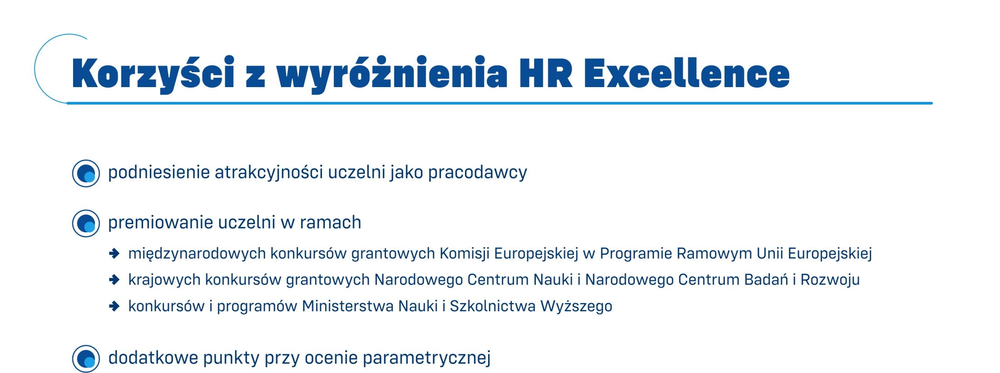 Korzyści z wyróżnienia HR Excellence
podniesienie atrakcyjności uczelni jako pracodawcy
premiowanie uczelni w ramach
międzynarodowych konkursów grantowych Komisji Europejskiej w Programie Ramowym Unii Europejskiej
krajowych konkursów grantowych Narodowego Centrum Nauki i Narodowego Centrum Badań i Rozwoju
konkursów i programów Ministerstwa Nauki i Szkolnictwa Wyższego
dodatkowe punkty przy ocenie parametrycznej